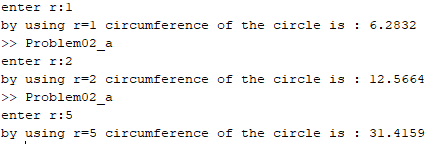 enter r:1
by using r=1 circumference of the circle is : 6.2832
>> Problem02_a
enter r:2
by using r=2 circumference of the circle is : 12.5664
>> Problem02_a
enter r:5
by using r=5 circumference of the circle is : 31.4159